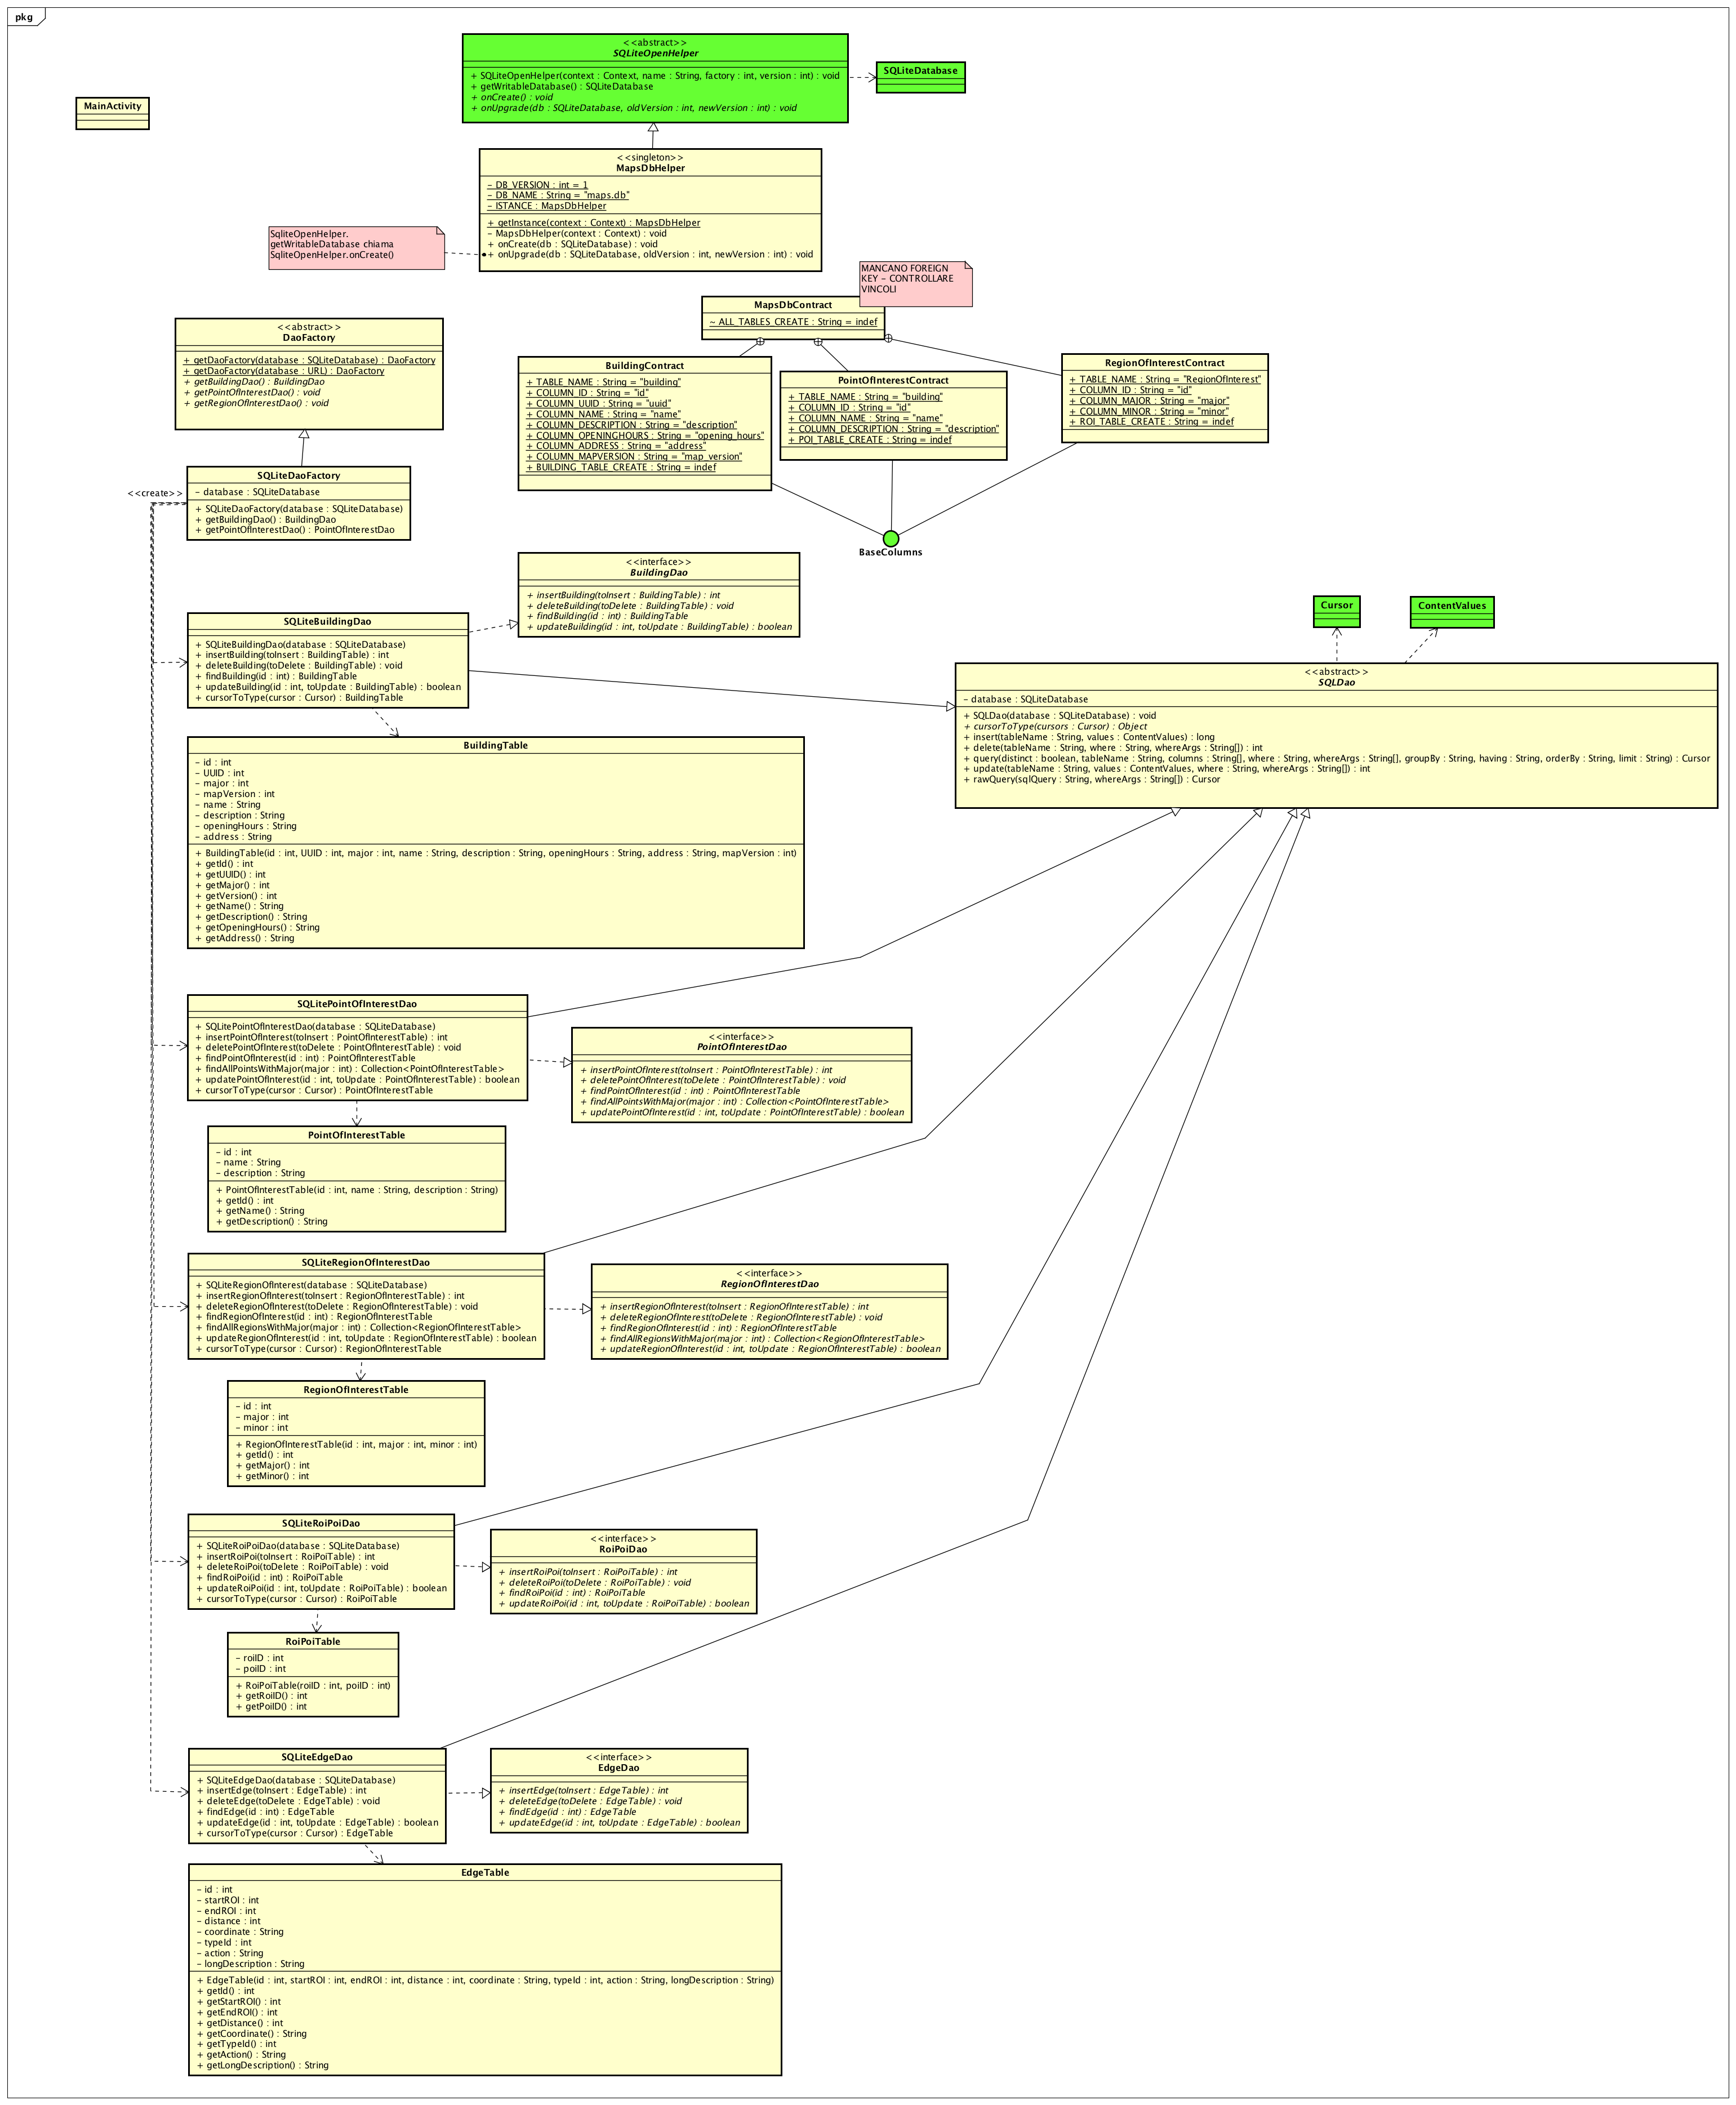 pkg
<<abstract>>
SQLiteOpenHelper
+ SQLiteOpenHelper(context : Context, name : String, factory : int, version : int) : void
+ getWritableDatabase() : SQLiteDatabase
+ onCreate() : void
+ onUpgrade(db : SQLiteDatabase, oldVersion : int, newVersion : int) : void
SQLiteDatabase
MainActivity
<<singleton>>
MapsDbHelper
- DB_VERSION : int = 1
- DB_NAME : String = "maps.db"
- ISTANCE : MapsDbHelper
+ getInstance(context : Context) : MapsDbHelper
- MapsDbHelper(context : Context) : void
+ onCreate(db : SQLiteDatabase) : void
+ onUpgrade(db : SQLiteDatabase, oldVersion : int, newVersion : int) : void
SqliteOpenHelper.
getWritableDatabase chiama
SqliteOpenHelper.onCreate()
MANCANO FOREIGN
KEY - CONTROLLARE
VINCOLI
MapsDbContract
~ ALL_TABLES_CREATE : String = indef
<<abstract>>
DaoFactory
+ getDaoFactory(database : SQLiteDatabase) : DaoFactory
+ getDaoFactory(database : URL) : DaoFactory
+ getBuildingDao() : BuildingDao
+ getPointOfInterestDao() : void
+ getRegionOfInterestDao() : void
BuildingContract
+ TABLE_NAME : String = "building"
+ COLUMN_ID : String = "id"
+ COLUMN_UUID : String = "uuid"
+ COLUMN_NAME : String = "name"
+ COLUMN_DESCRIPTION : String = "description"
+ COLUMN_OPENINGHOURS : String = "opening_hours"
+ COLUMN_ADDRESS : String = "address"
+ COLUMN_MAPVERSION : String = "map_version"
+ BUILDING_TABLE_CREATE : String = indef
PointOfInterestContract
+ TABLE_NAME : String = "building"
+ COLUMN_ID : String = "id"
+ COLUMN_NAME : String = "name"
+ COLUMN_DESCRIPTION : String = "description"
+ POI_TABLE_CREATE : String = indef
RegionOfInterestContract
+ TABLE_NAME : String = "RegionOfInterest"
+ COLUMN_ID : String = "id"
+ COLUMN_MAJOR : String = "major"
+ COLUMN_MINOR : String = "minor"
+ ROI_TABLE_CREATE : String = indef
BaseColumns
<<create>>
SQLiteDaoFactory
- database : SQLiteDatabase
+ SQLiteDaoFactory(database : SQLiteDatabase)
+ getBuildingDao() : BuildingDao
+ getPointOfInterestDao() : PointOfInterestDao
<<interface>>
BuildingDao
+ insertBuilding(toInsert : BuildingTable) : int
+ deleteBuilding(toDelete : BuildingTable) : void
+ findBuilding(id : int) : BuildingTable
+ updateBuilding(id : int, toUpdate : BuildingTable) : boolean
SQLiteBuildingDao
+ SQLiteBuildingDao(database : SQLiteDatabase)
+ insertBuilding(toInsert : BuildingTable) : int
+ deleteBuilding(toDelete : BuildingTable) : void
+ findBuilding(id : int) : BuildingTable
+ updateBuilding(id : int, toUpdate : BuildingTable) : boolean
+ cursorToType(cursor : Cursor) : BuildingTable
Cursor
ContentValues
<<abstract>>
SQLDao
- database : SQLiteDatabase
+ SQLDao(database : SQLiteDatabase) : void
+ cursorToType(cursors : Cursor) : Object
+ insert(tableName : String, values : ContentValues) : long
+ delete(tableName : String, where : String, whereArgs : String[]) : int
+ query(distinct : boolean, tableName : String, columns : String[], where : String, whereArgs : String[], groupBy : String, having : String, orderBy : String, limit : String) : Cursor
+ update(tableName : String, values : ContentValues, where : String, whereArgs : String[]) : int
+ rawQuery(sqlQuery : String, whereArgs : String[]) : Cursor
BuildingTable
- id : int
- UUID : int
- major : int
- mapVersion : int
- name : String
- description : String
- openingHours : String
- address : String
+ BuildingTable(id : int, UUID : int, major : int, name : String, description : String, openingHours : String, address : String, mapVersion : int)
+ getId() : int
+ getUUID() : int
+ getMajor() : int
+ getVersion() : int
+ getName() : String
+ getDescription() : String
+ getOpeningHours() : String
+ getAddress() : String
SQLitePointOfInterestDao
+ SQLitePointOfInterestDao(database : SQLiteDatabase)
+ insertPointOfInterest(toInsert : PointOfInterestTable) : int
+ deletePointOfInterest(toDelete : PointOfInterestTable) : void
+ findPointOfInterest(id : int) : PointOfInterestTable
+ findAllPointsWithMajor(major : int) : Collection<PointOfInterestTable>
+ updatePointOfInterest(id : int, toUpdate : PointOfInterestTable) : boolean
+ cursorToType(cursor : Cursor) : PointOfInterestTable
<<interface>>
PointOfInterestDao
+ insertPointOfInterest(toInsert : PointOfInterestTable) : int
+ deletePointOfInterest(toDelete : PointOfInterestTable) : void
+ findPointOfInterest(id : int) : PointOfInterestTable
+ findAllPointsWithMajor(major : int) : Collection<PointOfInterestTable>
+ updatePointOfInterest(id : int, toUpdate : PointOfInterestTable) : boolean
PointOfInterestTable
- id : int
- name : String
- description : String
+ PointOfInterestTable(id : int, name : String, description : String)
+ getId() : int
+ getName() : String
+ getDescription() : String
SQLiteRegionOfInterestDao
+ SQLiteRegionOfInterest(database : SQLiteDatabase)
+ insertRegionOfInterest(toInsert : RegionOfInterestTable) : int
+ deleteRegionOfInterest(toDelete : RegionOfInterestTable) : void
+ findRegionOfInterest(id : int) : RegionOfInterestTable
+ findAllRegionsWithMajor(major : int) : Collection<RegionOfInterestTable>
+ updateRegionOfInterest(id : int, toUpdate : RegionOfInterestTable) : boolean
+ cursorToType(cursor : Cursor) : RegionOfInterestTable
<<interface>>
RegionOfInterestDao
+ insertRegionOfInterest(toInsert : RegionOfInterestTable) : int
+ deleteRegionOfInterest(toDelete : RegionOfInterestTable) : void
+ findRegionOfInterest(id : int) : RegionOfInterestTable
+ findAllRegionsWithMajor(major : int) : Collection<RegionOfInterestTable>
+ updateRegionOfInterest(id : int, toUpdate : RegionOfInterestTable) : boolean
RegionOfInterestTable
- id : int
- major : int
- minor : int
+ RegionOfInterestTable(id : int, major : int, minor : int)
+ getId() : int
+ getMajor() : int
+ getMinor() : int
SQLiteRoiPoiDao
+ SQLiteRoiPoiDao(database : SQLiteDatabase)
+ insertRoiPoi(toInsert : RoiPoiTable) : int
+ deleteRoiPoi(toDelete : RoiPoiTable) : void
+ findRoiPoi(id : int) : RoiPoiTable
+ updateRoiPoi(id : int, toUpdate : RoiPoiTable) : boolean
+ cursorToType(cursor : Cursor) : RoiPoiTable
<<interface>>
RoiPoiDao
+ insertRoiPoi(toInsert : RoiPoiTable) : int
+ deleteRoiPoi(toDelete : RoiPoiTable) : void
+ findRoiPoi(id : int) : RoiPoiTable
+ updateRoiPoi(id : int, toUpdate : RoiPoiTable) : boolean
RoiPoiTable
- roiID : int
- poiID : int
+ RoiPoiTable(roiID : int, poiID : int)
+ getRoiID() : int
+ getPoiID() : int
SQLiteEdgeDao
+ SQLiteEdgeDao(database : SQLiteDatabase)
+ insertEdge(toInsert : EdgeTable) : int
+ deleteEdge(toDelete : EdgeTable) : void
+ findEdge(id : int) : EdgeTable
+ updateEdge(id : int, toUpdate : EdgeTable) : boolean
+ cursorToType(cursor : Cursor) : EdgeTable
<<interface>>
EdgeDao
+ insertEdge(toInsert : EdgeTable) : int
+ deleteEdge(toDelete : EdgeTable) : void
+ findEdge(id : int) : EdgeTable
+ updateEdge(id : int, toUpdate : EdgeTable) : boolean
EdgeTable
- id : int
- startROI : int
- endROI : int
- distance : int
- coordinate : String
- typeId : int
- action : String
- longDescription : String
+ EdgeTable(id : int, startROI : int, endROI : int, distance : int, coordinate : String, typeId : int, action : String, longDescription : String)
+ getId() : int
+ getStartROI() : int
+ getEndROI() : int
+ getDistance() : int
+ getCoordinate() : String
+ getTypeId() : int
+ getAction() : String
+ getLongDescription() : String